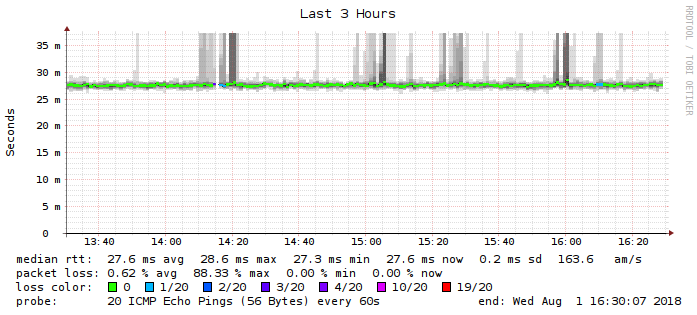 Last 3 Hours
RRDTOOL / TOBI OETIKER
Seconds
35 m
30 m
25 m
20 m
15 m
10 m
5 m
0
13:40 14:00 14:20 14:40 15:00 15:20 15:40 16:00 16:20
median rtt: 27.6 ms avg 28.6 ms max 27.3 ms min 27.6 ms now 0.2 ms sd 163.6 am/s
packet loss: 0.62 % avg 88.33 % max 0.00 % min 0.00 % now
loss color: 0 1/20 2/20 3/20 4/20 10/20 19/20
probe: 20 ICMP Echo Pings (56 Bytes) every 60s end: Wed Aug 1 16:30:07 2018